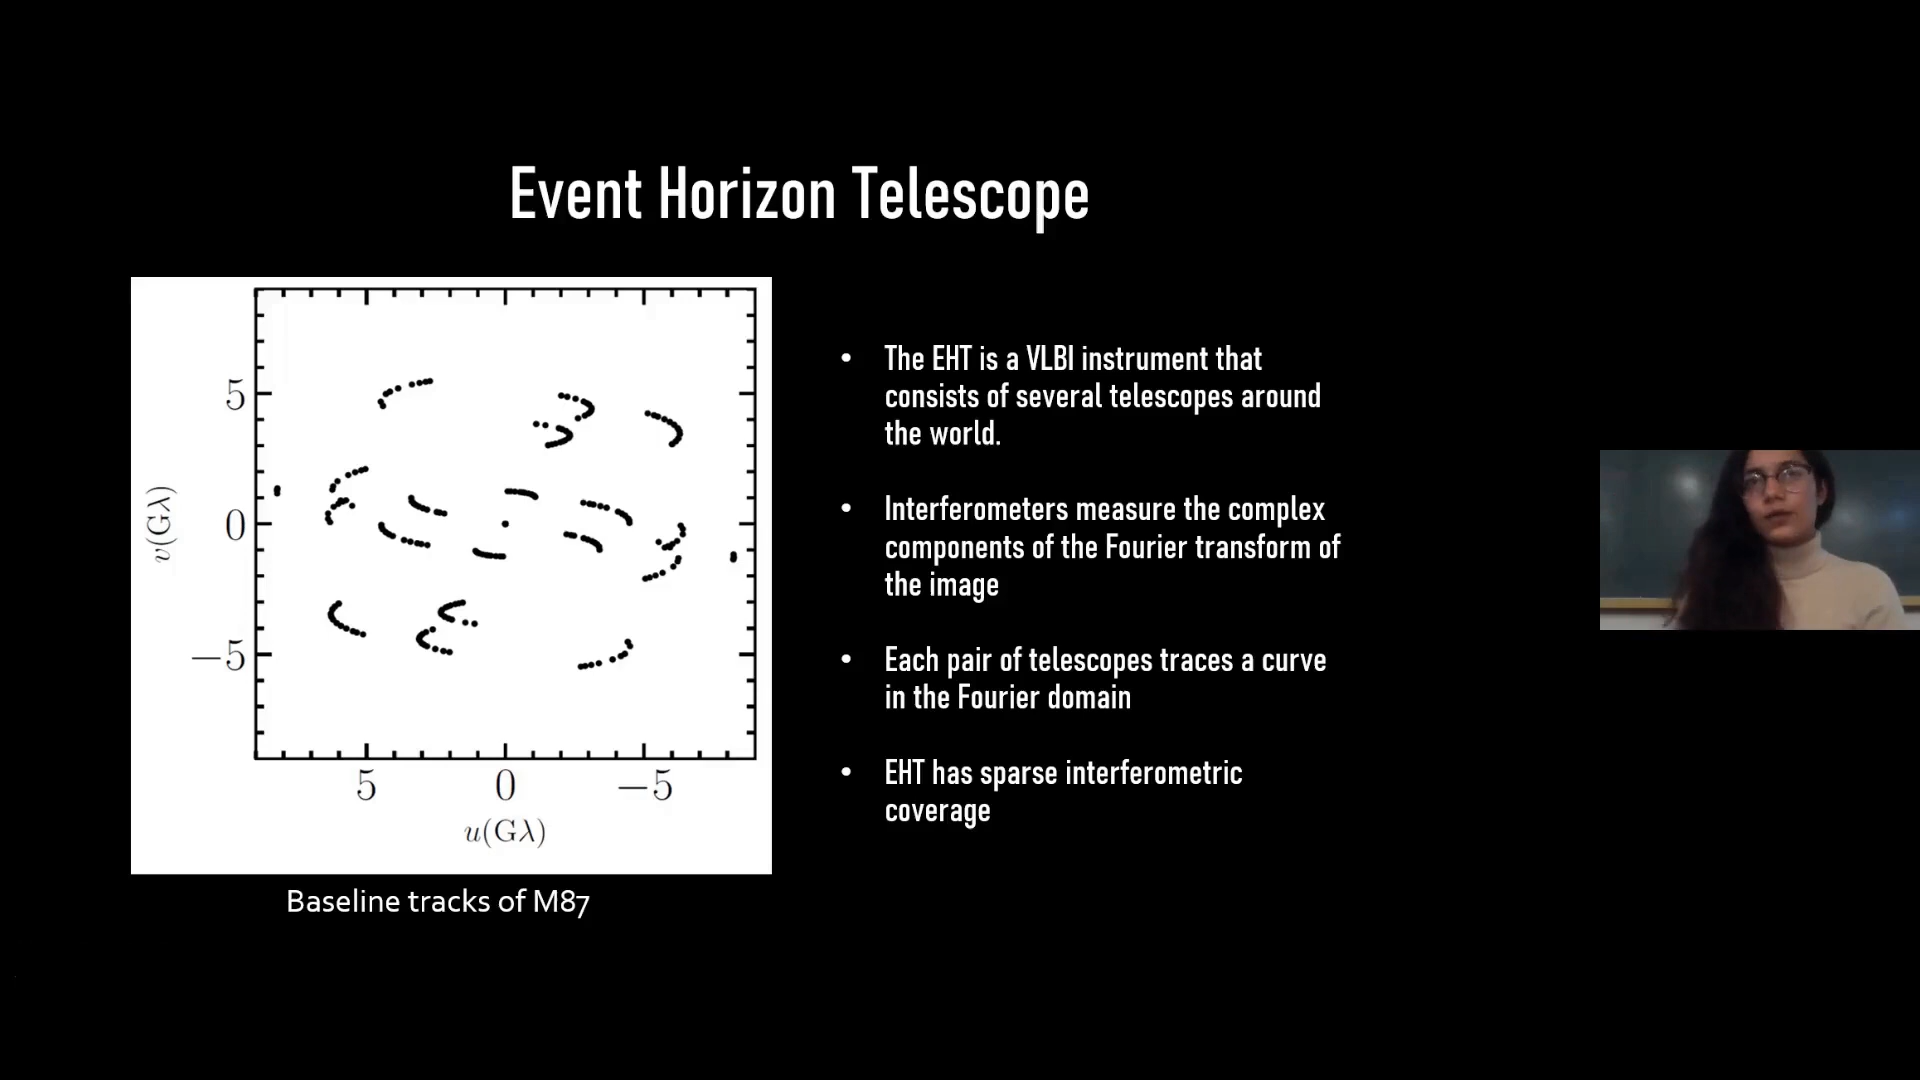 Event Horizon Telescope
5
0
−5
v(Gλ)
5
0
−5
u(Gλ)
Baseline tracks of M87
• The EHT is a VLBI instrument that
consists of several telescopes around
the world.
• Interferometers measure the complex
components of the Fourier transform of
the image
• Each pair of telescopes traces a curve
in the Fourier domain
• EHT has sparse interferometric
coverage